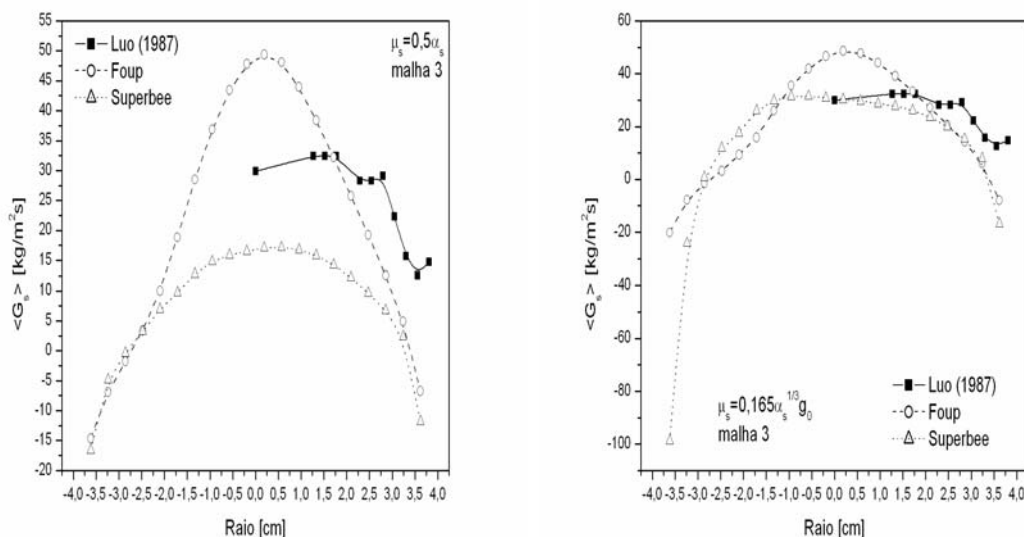 55
50
45
40
35
30
25
20
15
10
5
0
-5
-10
-15
-20
<G_s> [kg/m²s]
Luo (1987)
Foup
Superbee
μ_s=0,5α_s
malha 3
-4,0 -3,5 -3,0 -2,5 -2,0 -1,5 -1,0 -0,5 0,0 0,5 1,0 1,5 2,0 2,5 3,0 3,5 4,0
Raio [cm]
60
40
20
0
-20
-40
-60
-80
-100
<G_s> [kg/m²s]
μ_s=0,165α_s^1/3 g_0
malha 3
Luo (1987)
Foup
Superbee
-4,0 -3,5 -3,0 -2,5 -2,0 -1,5 -1,0 -0,5 0,0 0,5 1,0 1,5 2,0 2,5 3,0 3,5 4,0
Raio [cm]